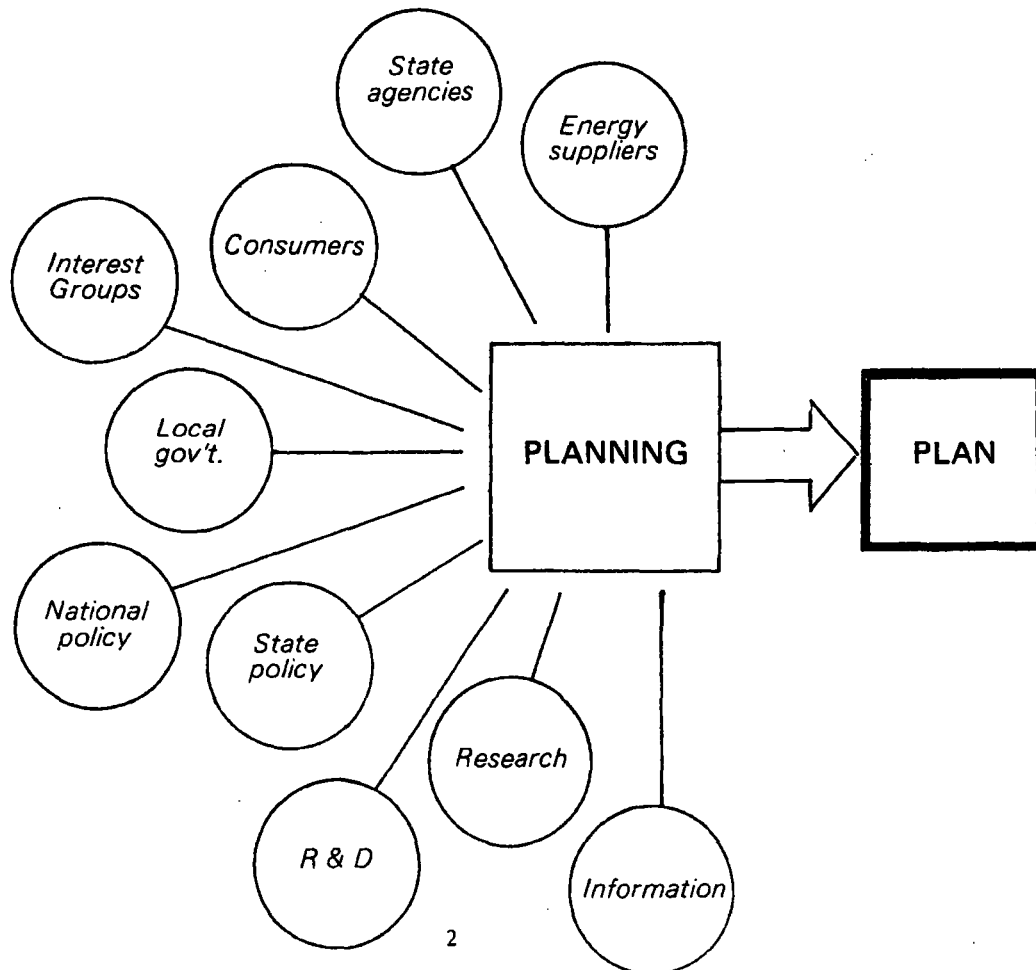 State
agencies
Energy
suppliers
Consumers
Interest
Groups
Local
gov't.
PLANNING
PLAN
National
policy
State
policy
Research
R & D
Information
2